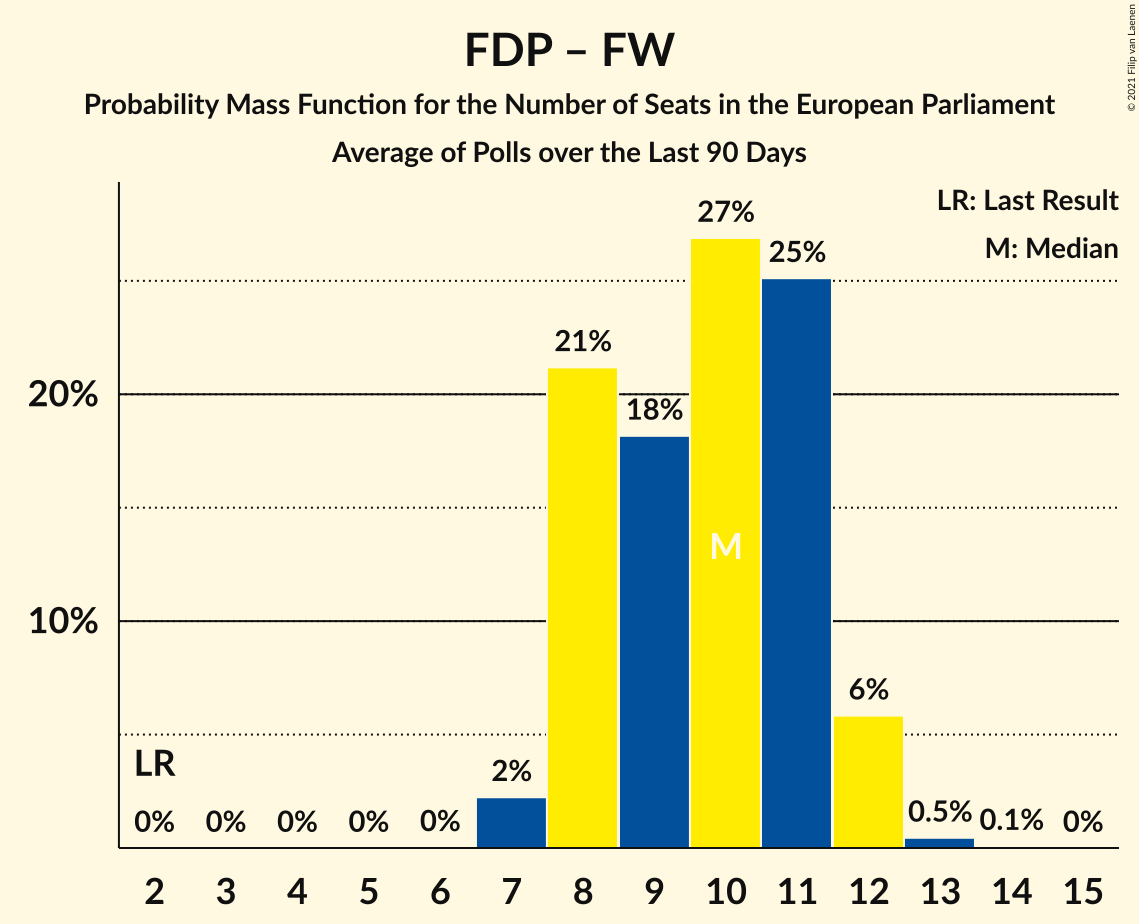 FDP – FW
Probability Mass Function for the Number of Seats in the European Parliament
Average of Polls over the Last 90 Days
© 2021 Filip van Laenen
LR: Last Result
M: Median
27%
25%
21%
20%
18%
M
10%
6%
LR
2%
0% 0% 0% 0% 0% 0.5% 0.1% 0%
2 3 4 5 6 7 8 9 10 11 12 13 14 15